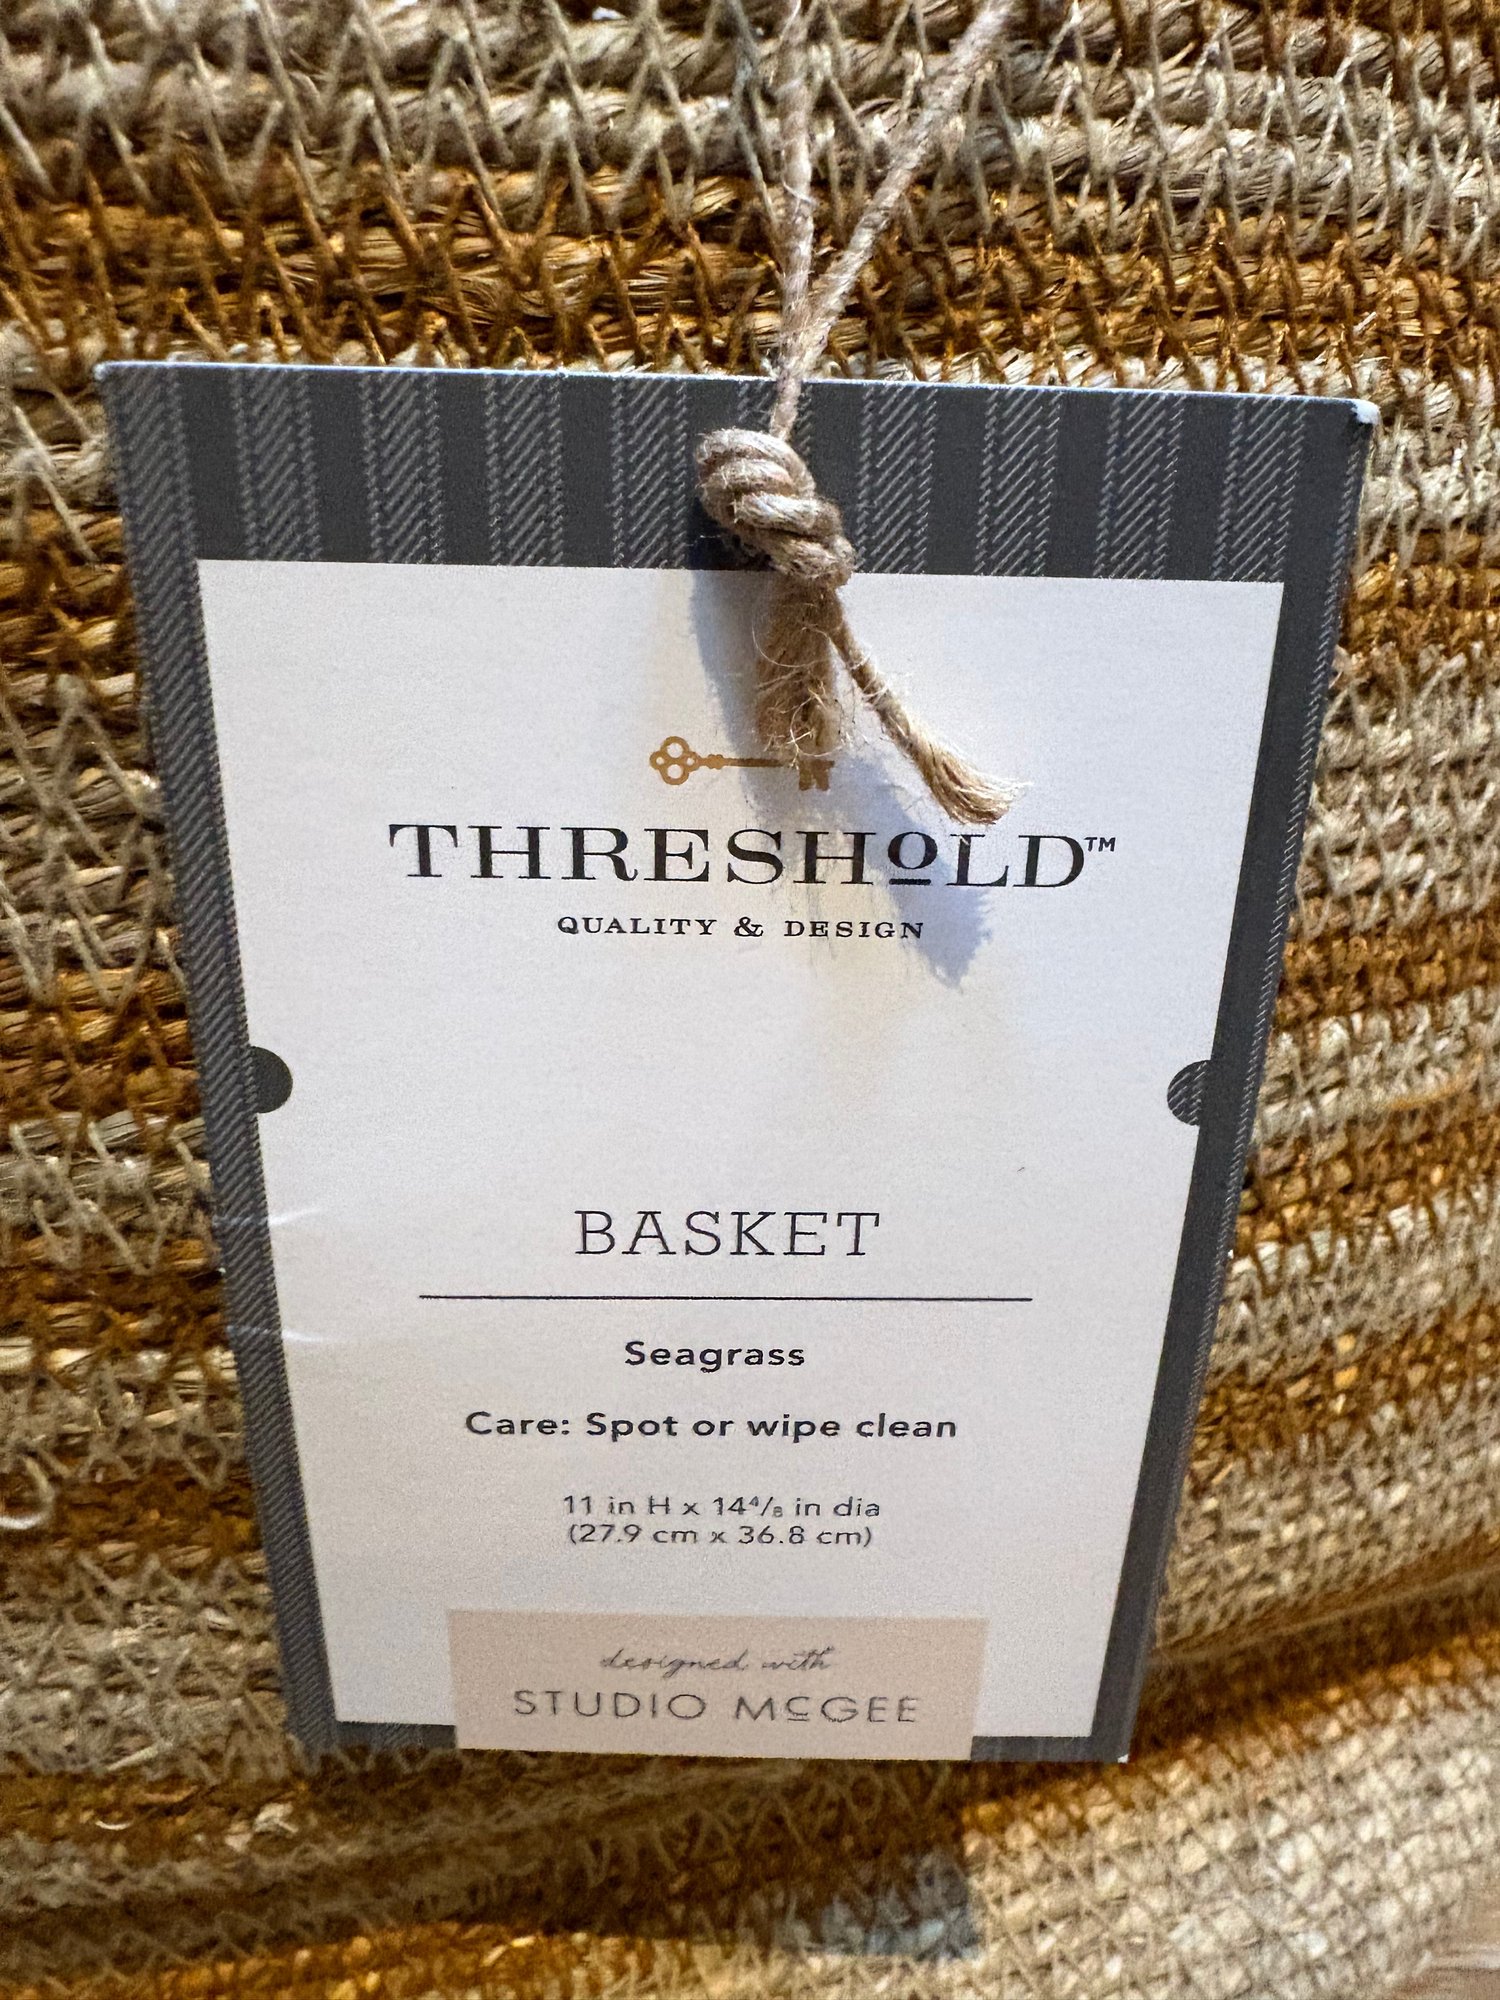 THRESHOLD™
QUALITY & DESIGN
BASKET
Seagrass
Care: Spot or wipe clean
11 in H x 14⁴/₈ in dia
(27.9 cm x 36.8 cm)
designed with
STUDIO MCGEE